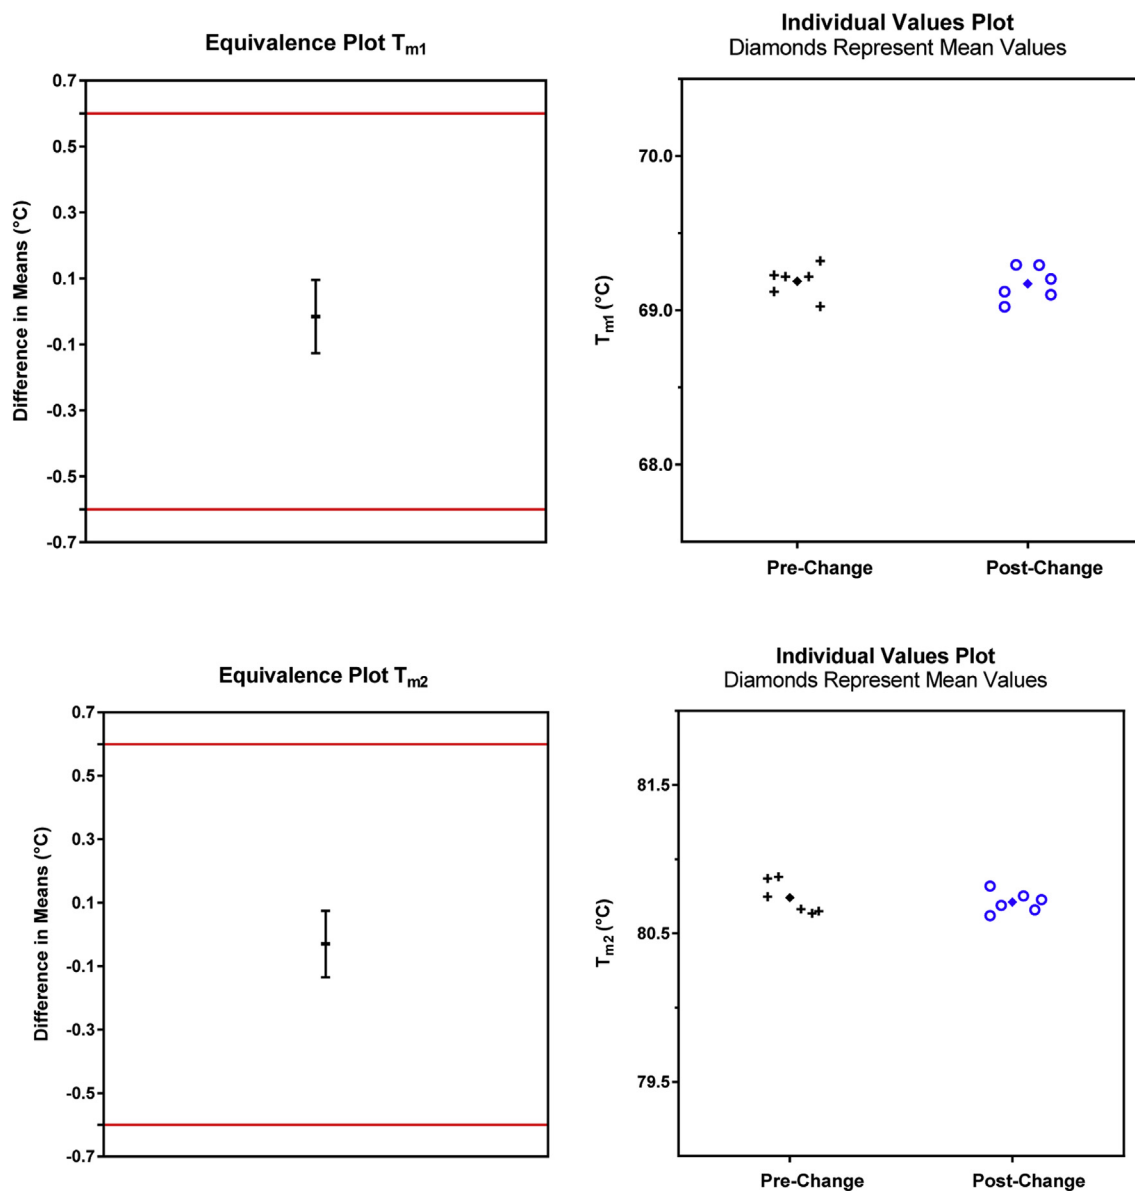 Equivalence Plot Tm1
0.7
0.5
0.3
0.1
-0.1
-0.3
-0.5
-0.7
Difference in Means (°C)
Individual Values Plot
Diamonds Represent Mean Values
70.0
69.0
68.0
Tm1 (°C)
Pre-Change
Post-Change
Equivalence Plot Tm2
0.7
0.5
0.3
0.1
-0.1
-0.3
-0.5
-0.7
Difference in Means (°C)
Individual Values Plot
Diamonds Represent Mean Values
81.5
80.5
79.5
Tm2 (°C)
Pre-Change
Post-Change